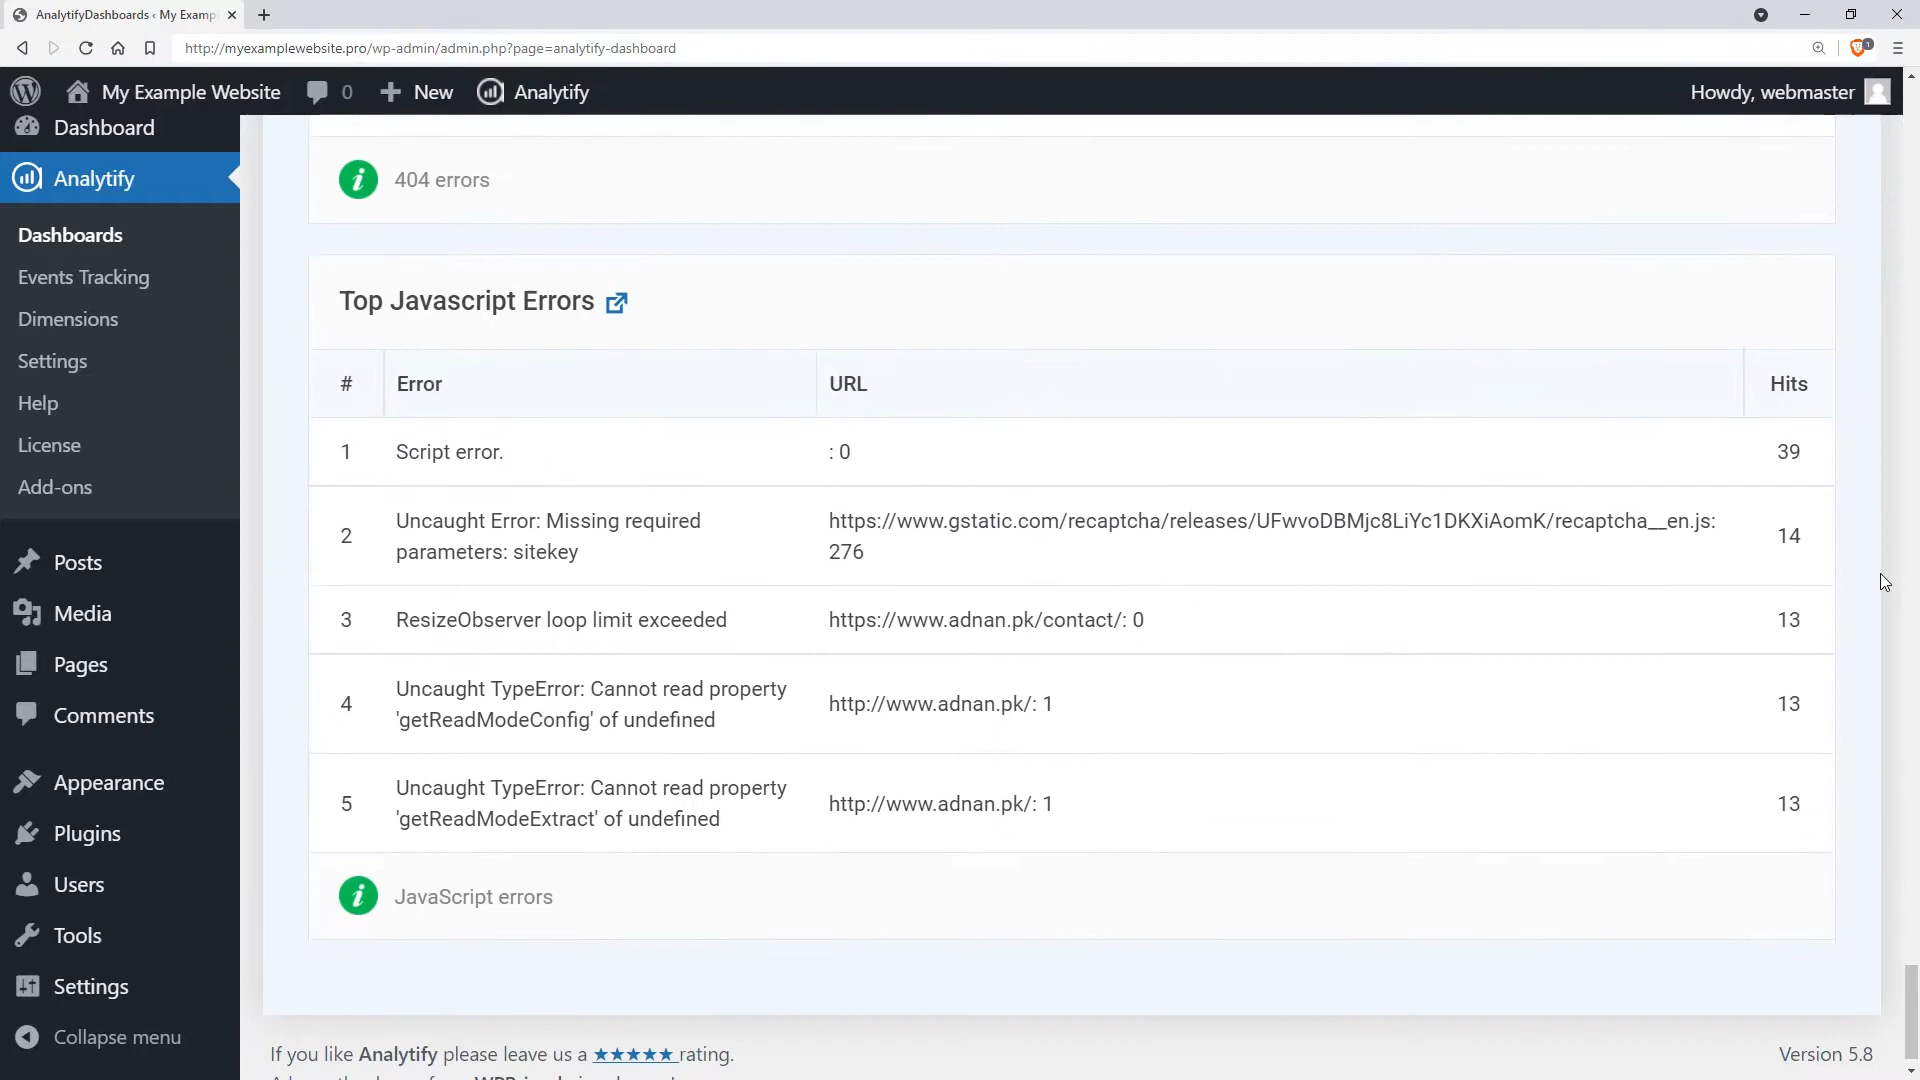 AnalytifyDashboards ‹ My Examp
http://myexamplewebsite.pro/wp-admin/admin.php?page=analytify-dashboard
1
My Example Website
0
New
Analytify
Howdy, webmaster
Dashboard
Analytify
Dashboards
Events Tracking
Dimensions
Settings
Help
License
Add-ons
Posts
Media
Pages
Comments
Appearance
Plugins
Users
Tools
Settings
Collapse menu
404 errors
Top Javascript Errors
# Error URL Hits
1 Script error. : 0 39
2 Uncaught Error: Missing required https://www.gstatic.com/recaptcha/releases/UFwvoDBMjc8LiYc1DKXiAomK/recaptcha__en.js: 14
parameters: sitekey 276
3 ResizeObserver loop limit exceeded https://www.adnan.pk/contact/: 0 13
4 Uncaught TypeError: Cannot read property http://www.adnan.pk/: 1 13
'getReadModeConfig' of undefined
5 Uncaught TypeError: Cannot read property http://www.adnan.pk/: 1 13
'getReadModeExtract' of undefined
JavaScript errors
If you like Analytify please leave us a ★★★★★ rating.
Version 5.8